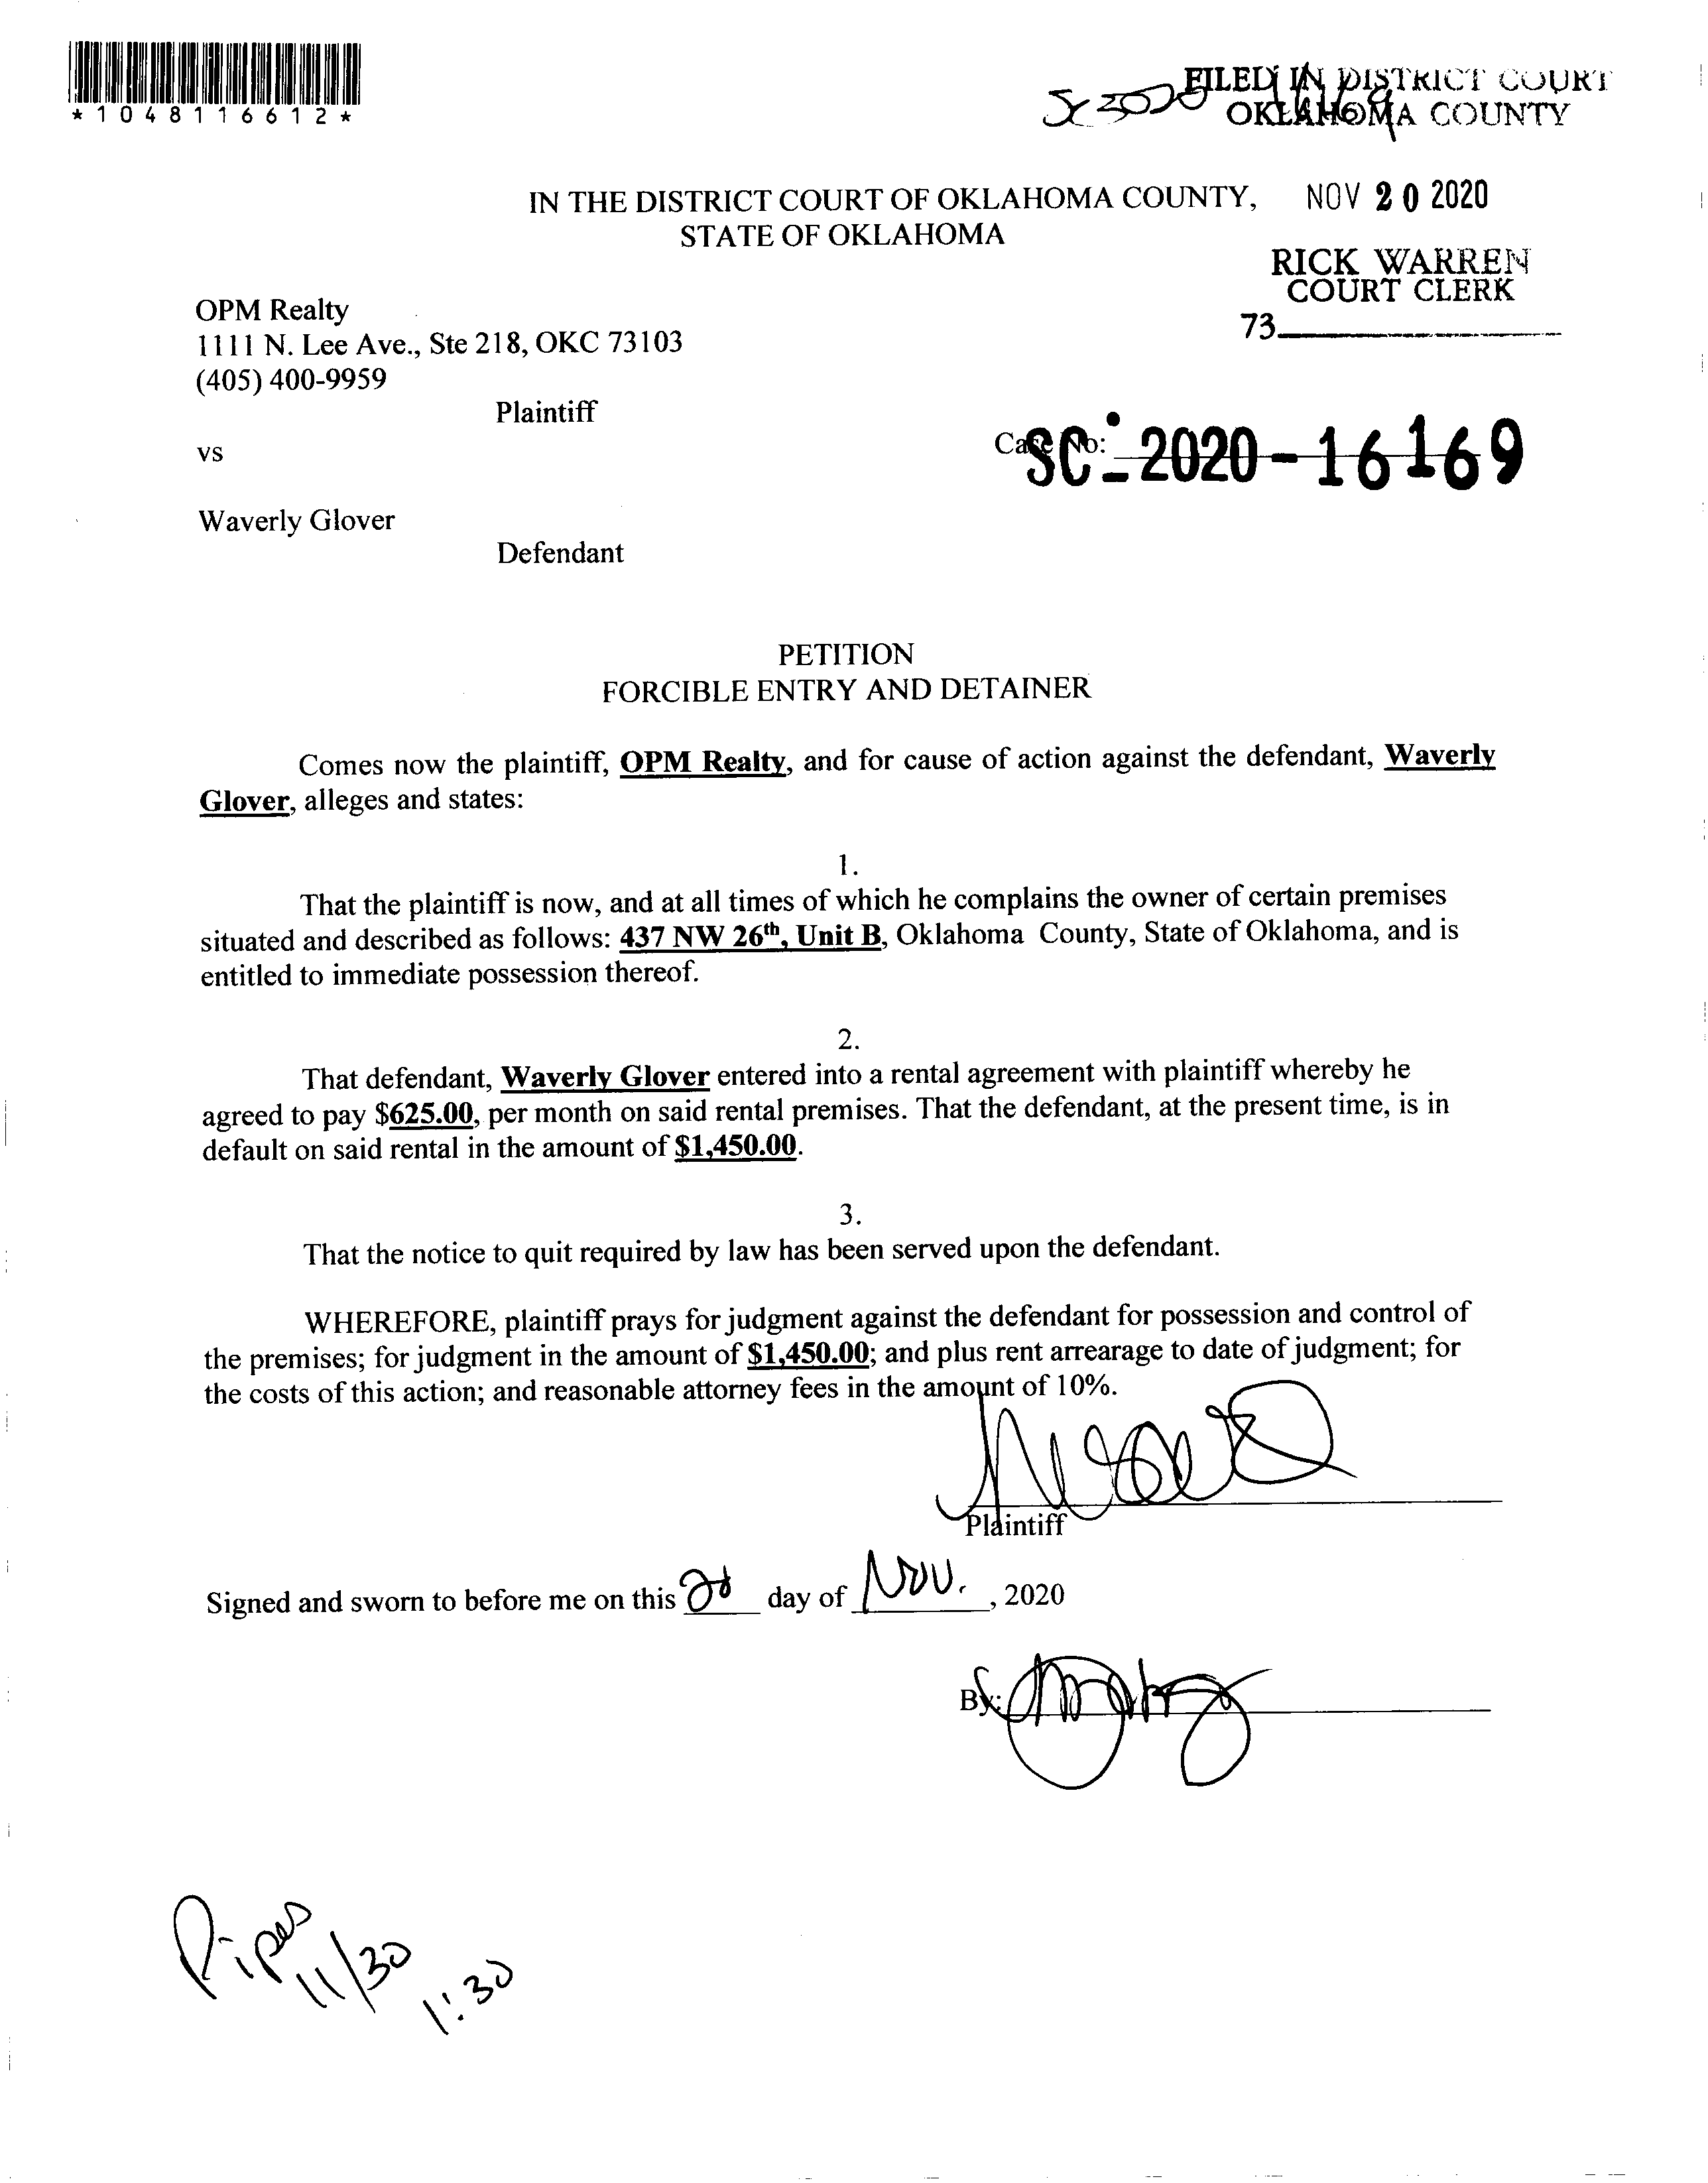 *1048116612*
FILED IN DISTRICT COURT
OKLAHOMA COUNTY
IN THE DISTRICT COURT OF OKLAHOMA COUNTY,
STATE OF OKLAHOMA
NOV 20 2020
RICK WARREN
COURT CLERK
73
OPM Realty
1111 N. Lee Ave., Ste 218, OKC 73103
(405) 400-9959
Plaintiff
vs
Case No:
SC-2020-16169
Waverly Glover
Defendant
PETITION
FORCIBLE ENTRY AND DETAINER
Comes now the plaintiff, OPM Realty, and for cause of action against the defendant, Waverly
Glover, alleges and states:
1.
That the plaintiff is now, and at all times of which he complains the owner of certain premises
situated and described as follows: 437 NW 26th, Unit B, Oklahoma County, State of Oklahoma, and is
entitled to immediate possession thereof.
2.
That defendant, Waverly Glover entered into a rental agreement with plaintiff whereby he
agreed to pay $625.00, per month on said rental premises. That the defendant, at the present time, is in
default on said rental in the amount of $1,450.00.
3.
That the notice to quit required by law has been served upon the defendant.
WHEREFORE, plaintiff prays for judgment against the defendant for possession and control of
the premises; for judgment in the amount of $1,450.00; and plus rent arrearage to date of judgment; for
the costs of this action; and reasonable attorney fees in the amount of 10%.
Plaintiff
Signed and sworn to before me on this 20 day of Nov., 2020
By:
Pipes
11/30
1:30